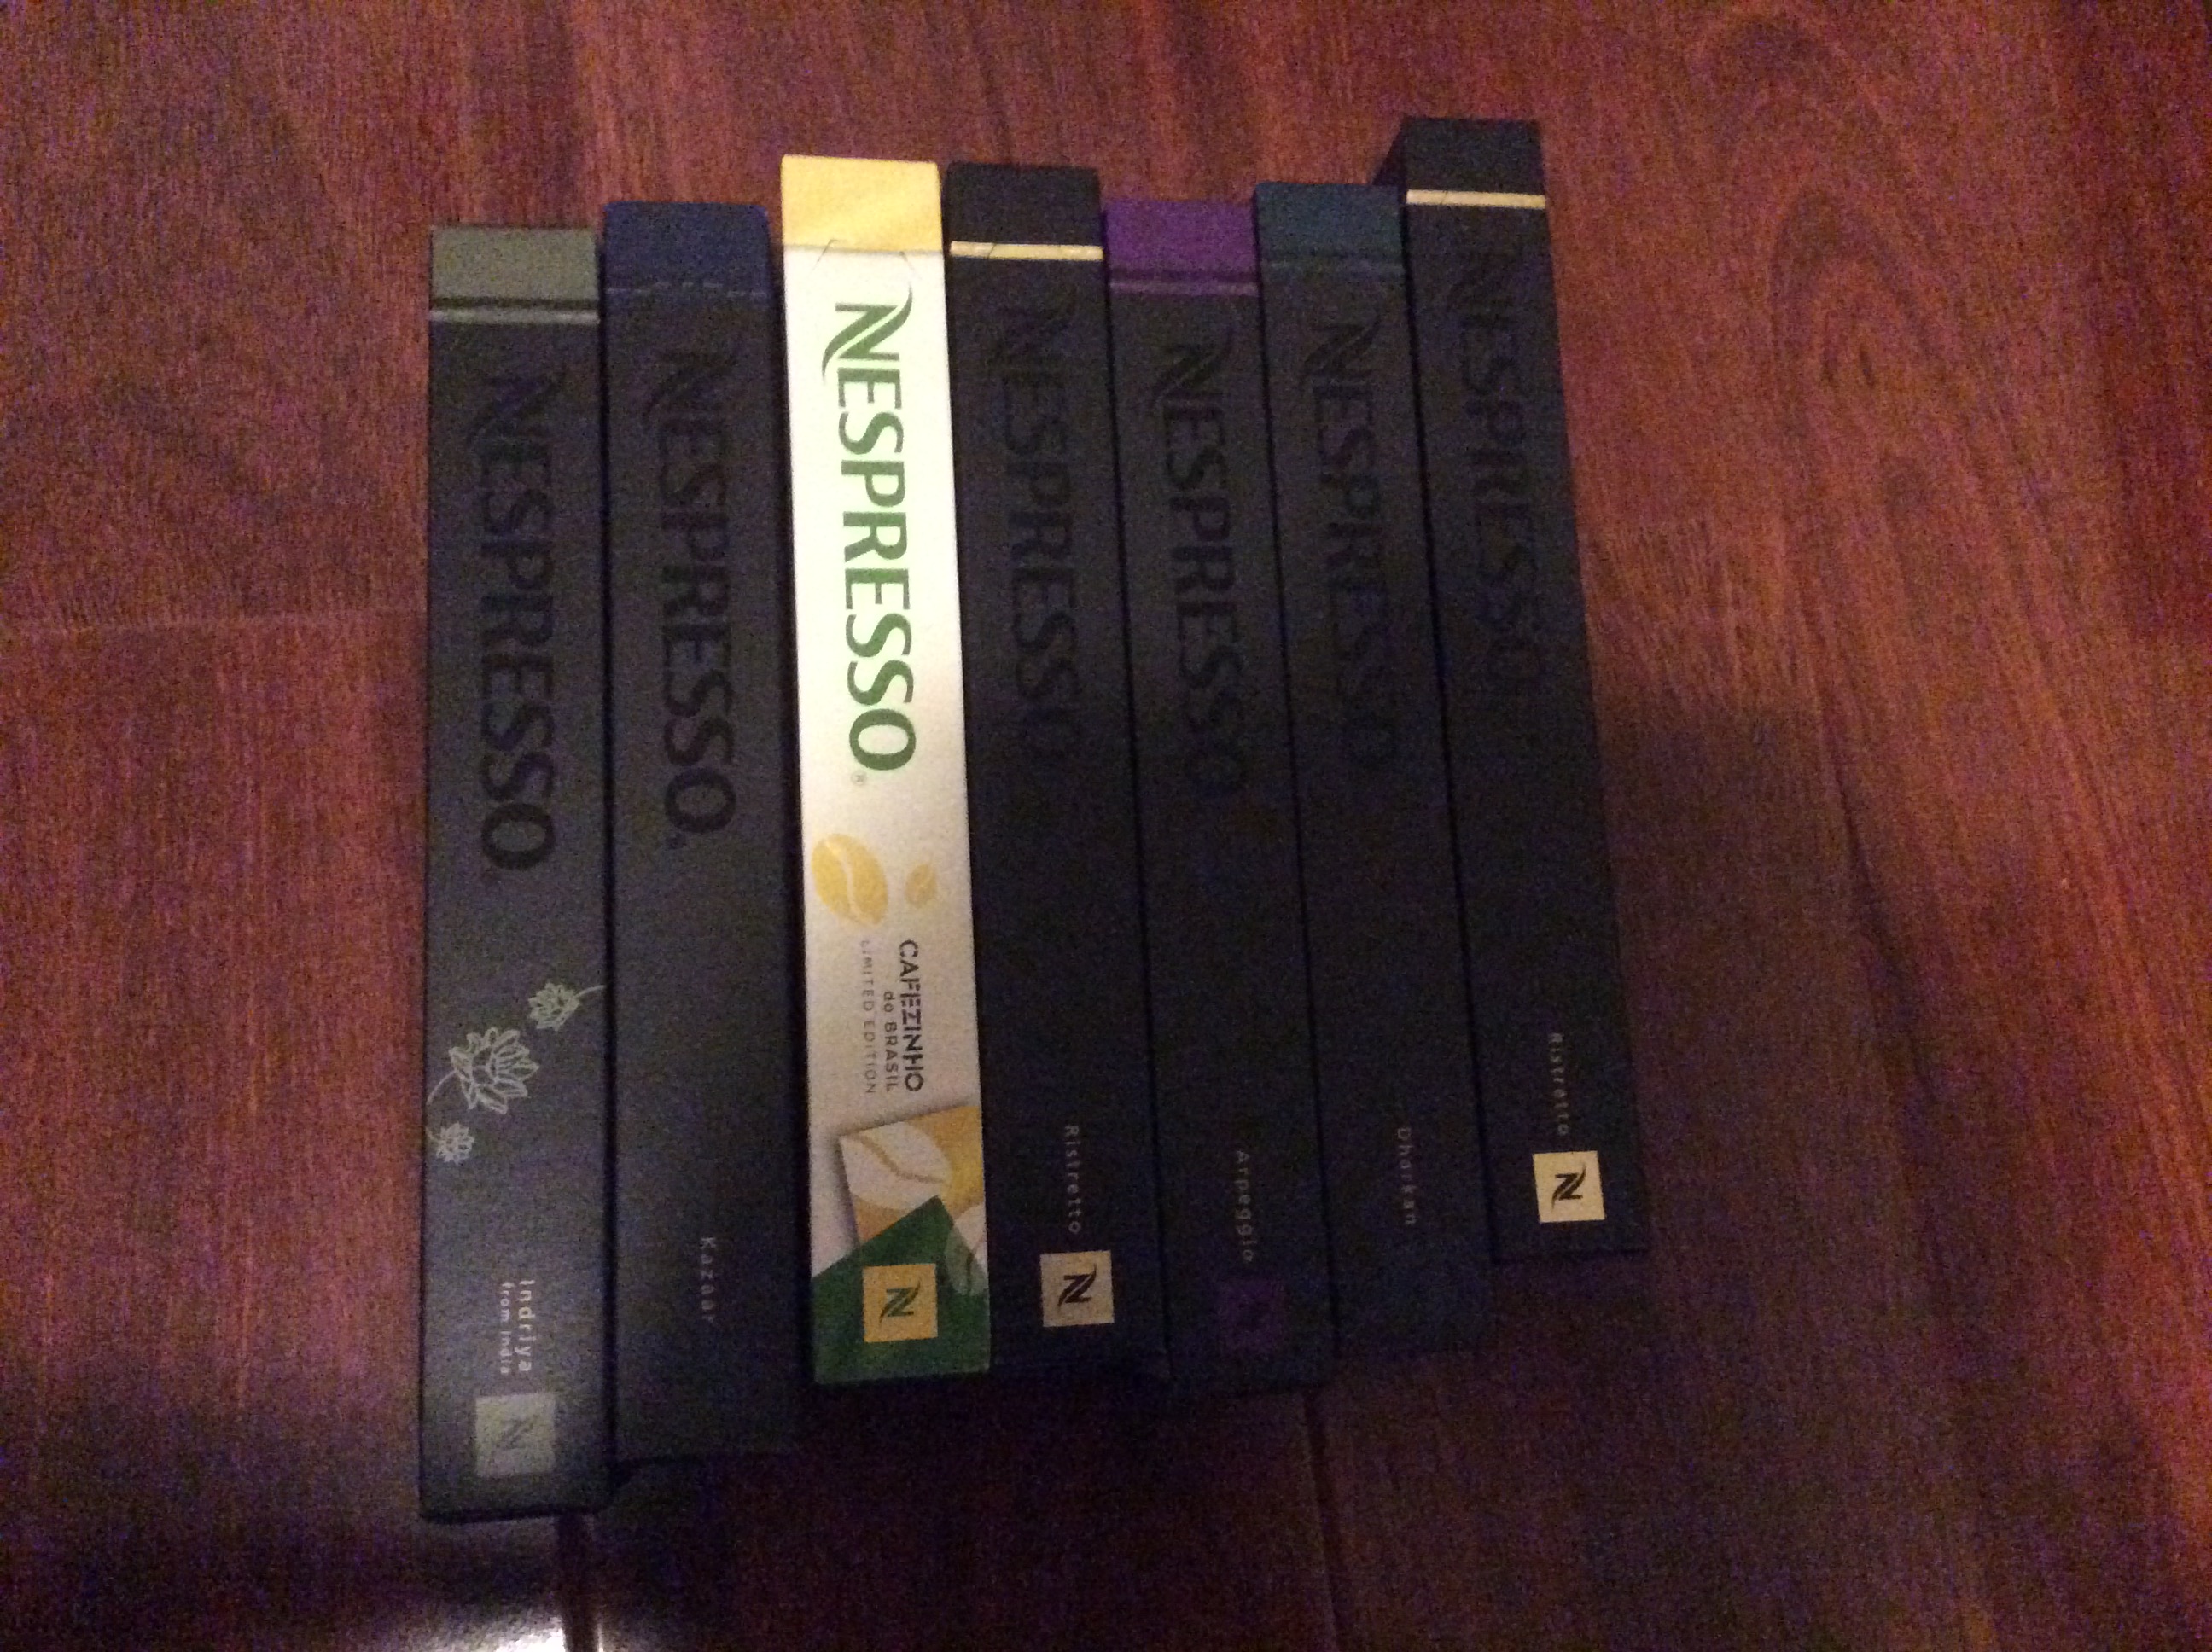 NESPRESSO
Indriya
from India
N
NESPRESSO
Kazaar
NESPRESSO®
CAFEZINHO
do BRASIL
LIMITED EDITION
N
NESPRESSO
Ristretto
N
NESPRESSO
Arpeggio
N
NESPRESSO
Dharkan
NESPRESSO
Ristretto
N